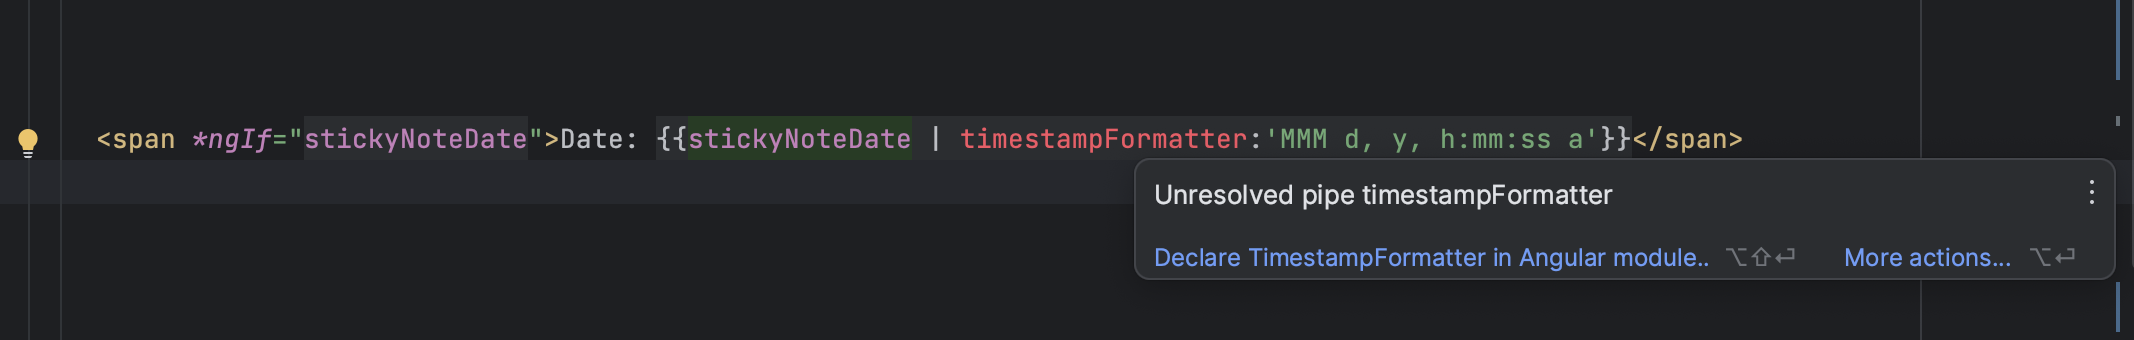 <span *ngIf="stickyNoteDate">Date: {{stickyNoteDate | timestampFormatter:'MMM d, y, h:mm:ss a'}}</span>
Unresolved pipe timestampFormatter
Declare TimestampFormatter in Angular module.. ⌥⇧⏎ More actions... ⌥⏎